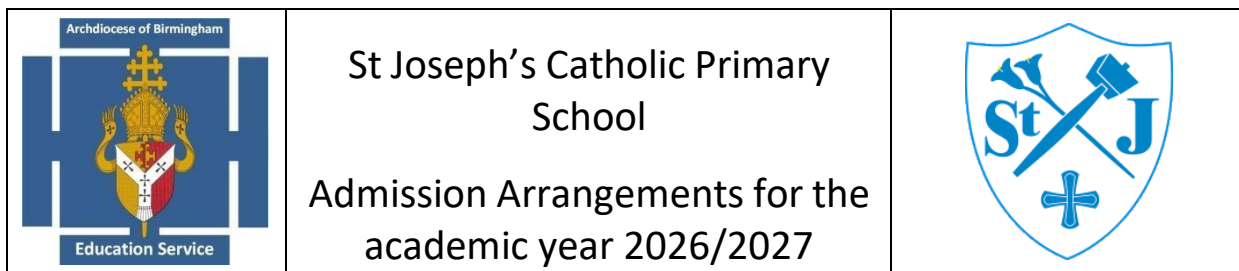 Archdiocese of Birmingham
Education Service
St Joseph’s Catholic Primary
School
Admission Arrangements for the
academic year 2026/2027
St J